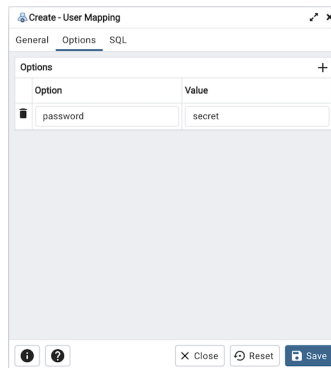 Create - User Mapping
General Options SQL
Options
Option Value
password secret
Close Reset Save